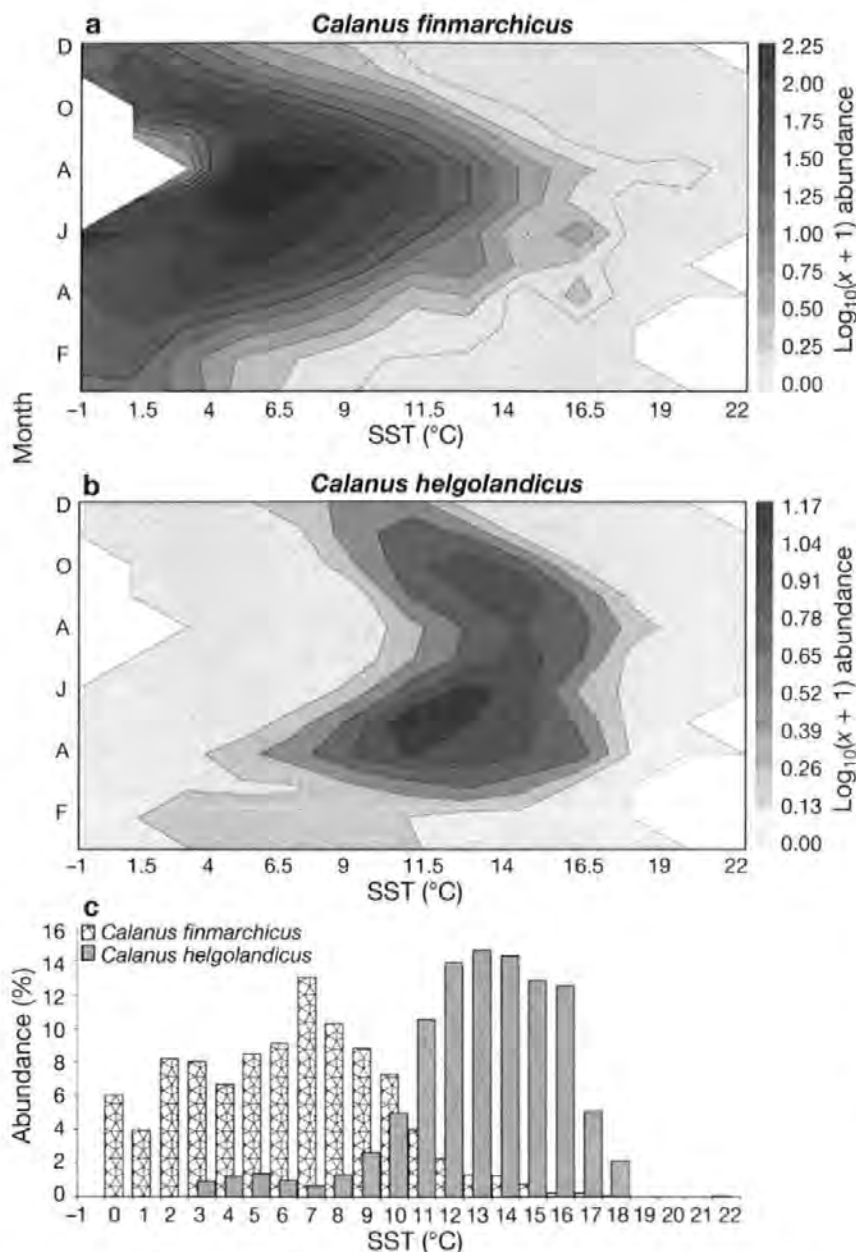 a
Calanus finmarchicus
D
O
A
J
A
F
Month
−1 1.5 4 6.5 9 11.5 14 16.5 19 22
SST (°C)
2.25
2.00
1.75
1.50
1.25
1.00
0.75
0.50
0.25
0.00
Log10(x + 1) abundance
b
Calanus helgolandicus
D
O
A
J
A
F
−1 1.5 4 6.5 9 11.5 14 16.5 19 22
SST (°C)
1.17
1.04
0.91
0.78
0.65
0.52
0.39
0.26
0.13
0.00
Log10(x + 1) abundance
c
Calanus finmarchicus
Calanus helgolandicus
Abundance (%)
16
14
12
10
8
6
4
2
0
−1 0 1 2 3 4 5 6 7 8 9 10 11 12 13 14 15 16 17 18 19 20 21 22
SST (°C)